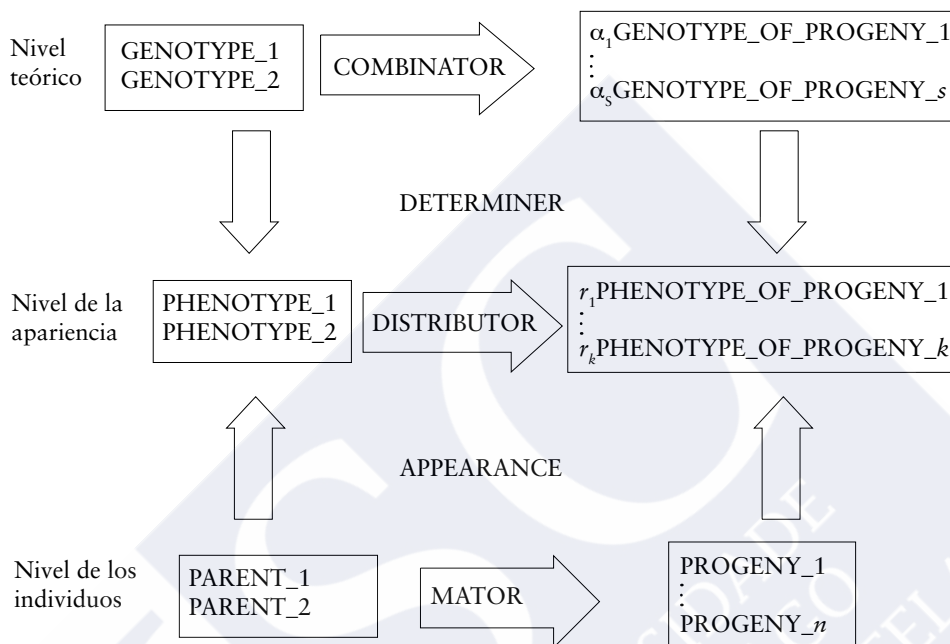 Nivel
teórico
GENOTYPE_1
GENOTYPE_2
COMBINATOR
α₁GENOTYPE_OF_PROGENY_1
⋮
αₛGENOTYPE_OF_PROGENY_s
DETERMINER
Nivel de la
apariencia
PHENOTYPE_1
PHENOTYPE_2
DISTRIBUTOR
r₁PHENOTYPE_OF_PROGENY_1
⋮
rₖPHENOTYPE_OF_PROGENY_k
APPEARANCE
Nivel de los
individuos
PARENT_1
PARENT_2
MATOR
PROGENY_1
⋮
PROGENY_n